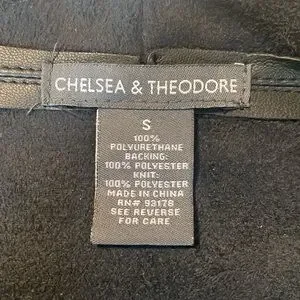 CHELSEA & THEODORE
S
100%
POLYURETHANE
BACKING:
100% POLYESTER
KNIT:
100% POLYESTER
MADE IN CHINA
RN# 93178
SEE REVERSE
FOR CARE